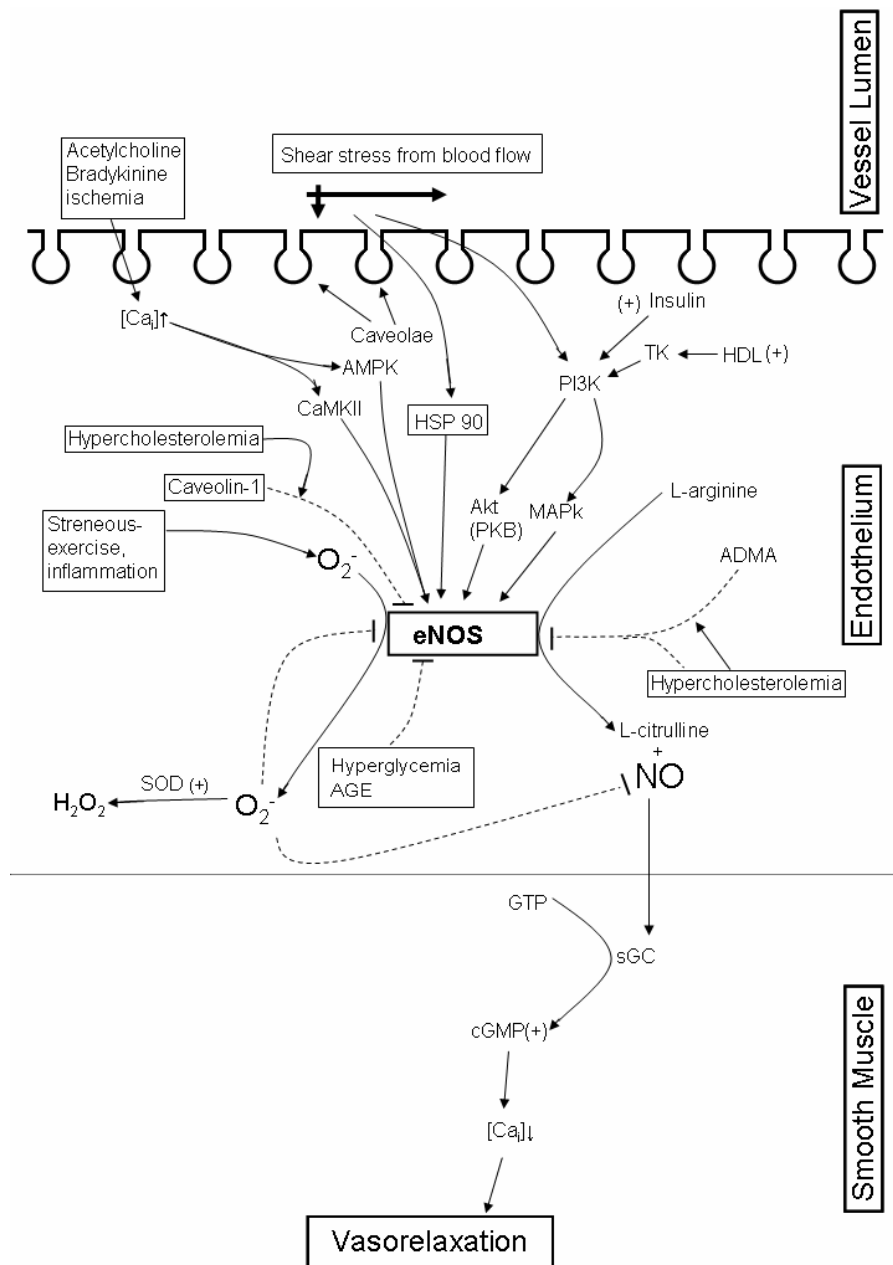 Vessel Lumen
Acetylcholine
Bradykinine
ischemia
Shear stress from blood flow
[Caᵢ]↑
Caveolae
AMPK
CaMKII
(+) Insulin
TK
HDL (+)
PI3K
HSP 90
Hypercholesterolemia
Caveolin-1
Streneous-
exercise,
inflammation
O₂⁻
Akt
(PKB)
MAPk
L-arginine
ADMA
Endothelium
eNOS
Hypercholesterolemia
L-citrulline
+
NO
Hyperglycemia
AGE
H₂O₂
SOD (+)
O₂⁻
GTP
sGC
cGMP(+)
[Caᵢ]↓
Smooth Muscle
Vasorelaxation